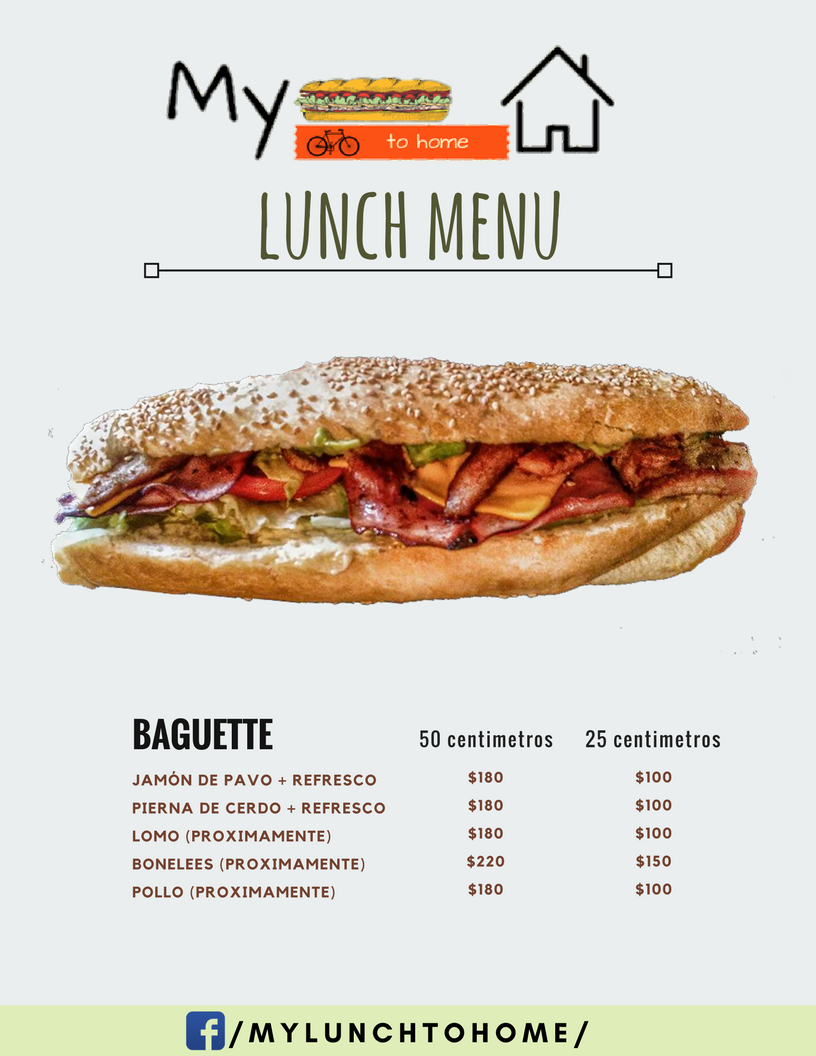 My
to home
LUNCH MENU
BAGUETTE 50 centimetros 25 centimetros
JAMÓN DE PAVO + REFRESCO $180 $100
PIERNA DE CERDO + REFRESCO $180 $100
LOMO (PROXIMAMENTE) $180 $100
BONELEES (PROXIMAMENTE) $220 $150
POLLO (PROXIMAMENTE) $180 $100
f/MYLUNCHTOHOME/